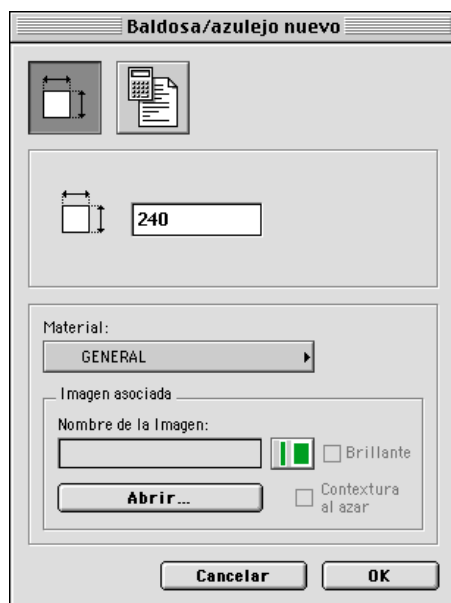 Baldosa/azulejo nuevo
240
Material:
GENERAL
Imagen asociada
Nombre de la Imagen:
Brillante
Abrir...
Contextura
al azar
Cancelar
OK